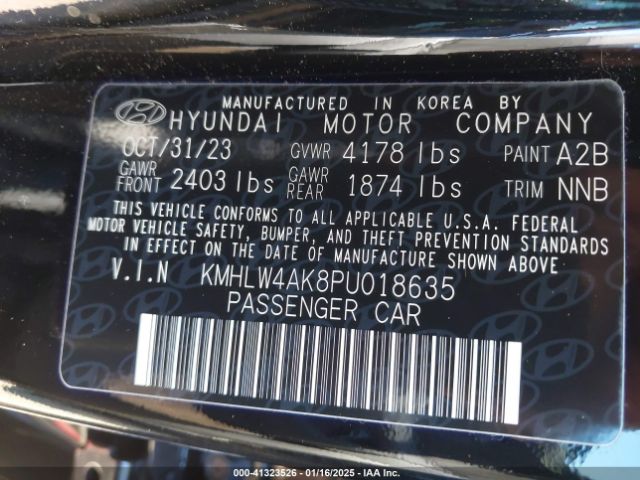 MANUFACTURED IN KOREA BY
HYUNDAI MOTOR COMPANY
OCT/31/23 GVWR 4178 lbs PAINT A2B
GAWR FRONT 2403 lbs GAWR REAR 1874 lbs TRIM NNB
THIS VEHICLE CONFORMS TO ALL APPLICABLE U.S.A. FEDERAL
MOTOR VEHICLE SAFETY, BUMPER, AND THEFT PREVENTION STANDARDS
IN EFFECT ON THE DATE OF MANUFACTURE SHOWN ABOVE.
V.I.N KMHLW4AK8PU018635
PASSENGER CAR
000-41323526 - 01/16/2025 - IAA Inc.